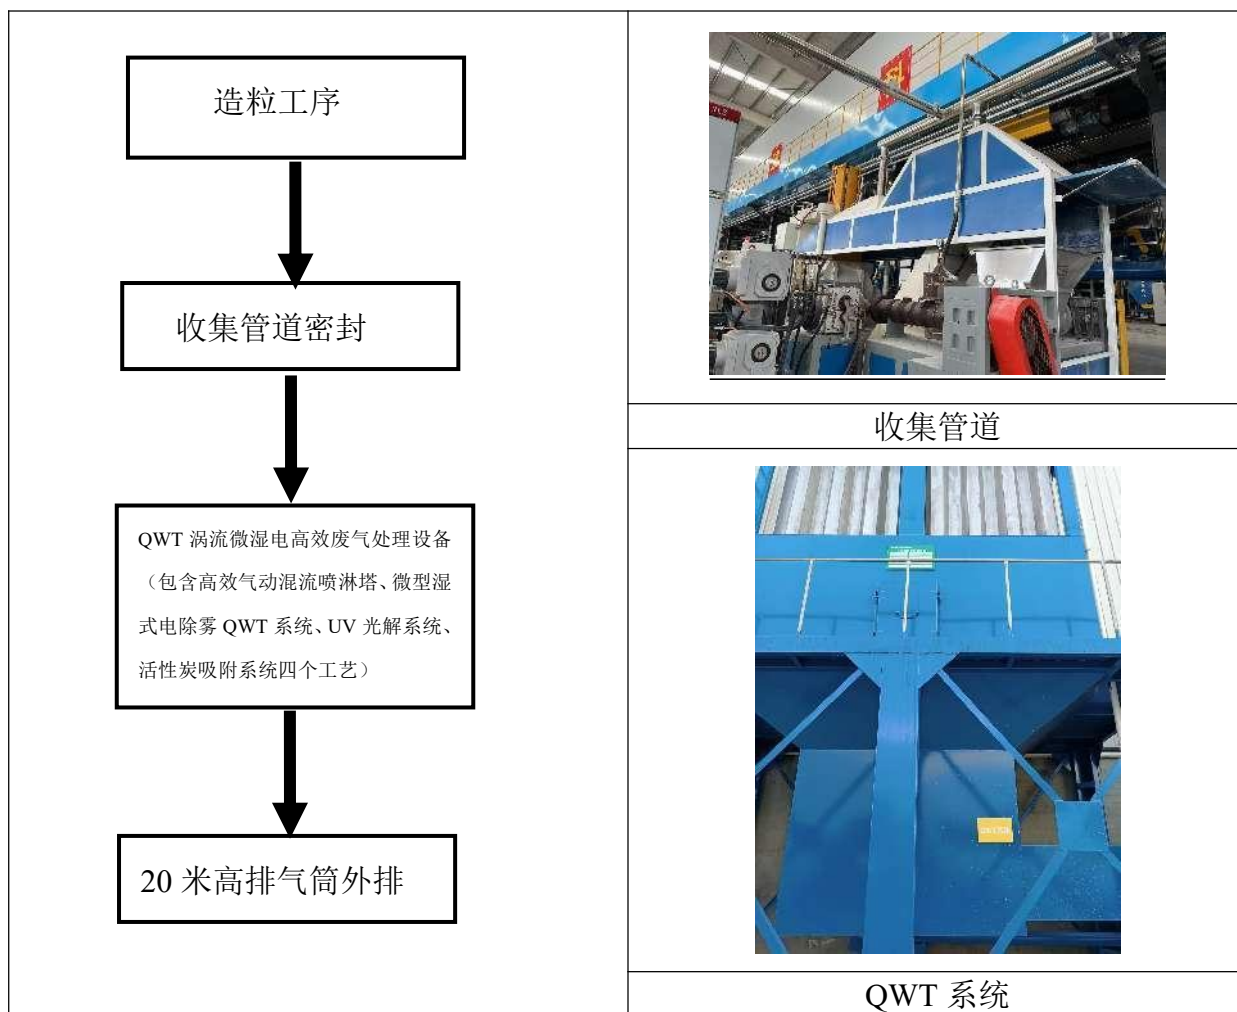 造粒工序
收集管道密封
QWT 涡流微湿电高效废气处理设备
（包含高效气动混流喷淋塔、微型湿
式电除雾 QWT 系统、UV 光解系统、
活性炭吸附系统四个工艺）
20 米高排气筒外排
收集管道
QWT 系统